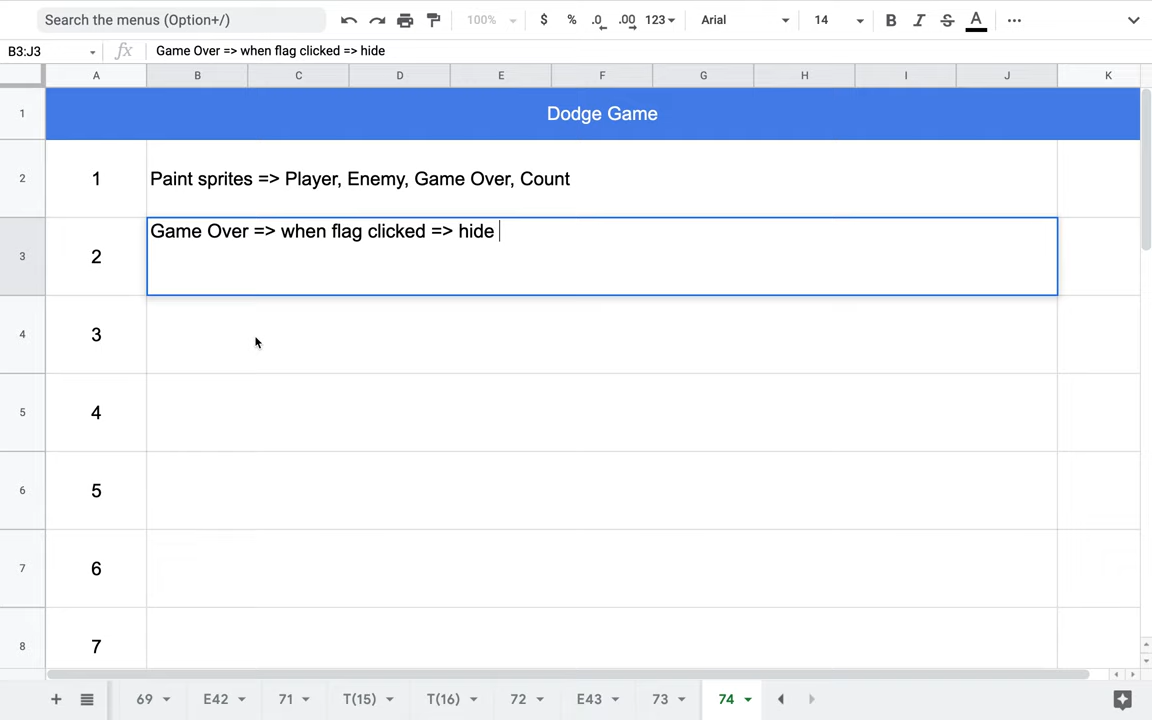 Search the menus (Option+/) 100% $ % .0 .00 123 Arial 14 B I S A
B3:J3 fx Game Over => when flag clicked => hide
A B C D E F G H I J K
1 Dodge Game
2 1 Paint sprites => Player, Enemy, Game Over, Count
3 2 Game Over => when flag clicked => hide
4 3
5 4
6 5
7 6
8 7
+ 69 E42 71 T(15) T(16) 72 E43 73 74